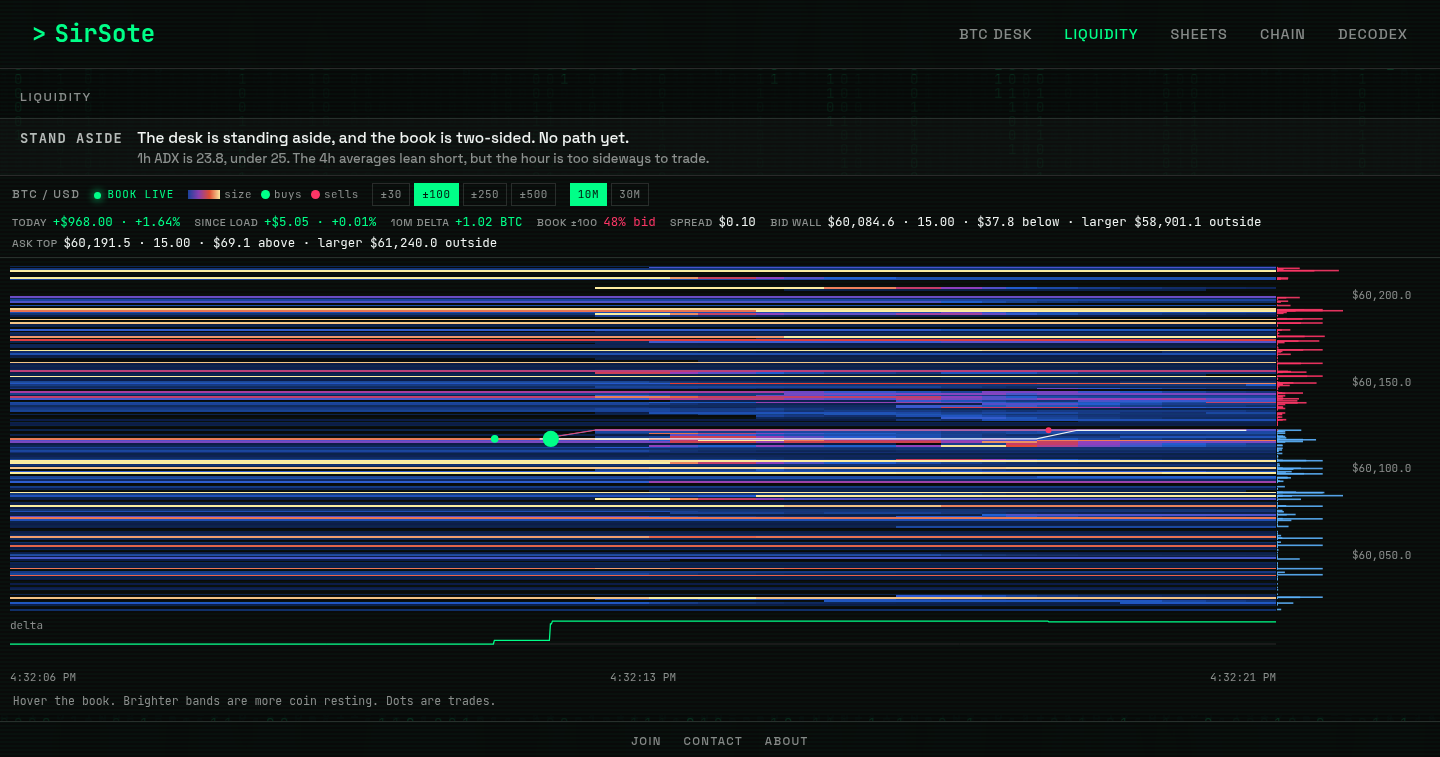 > SirSote
BTC DESK LIQUIDITY SHEETS CHAIN DECODEX
LIQUIDITY
STAND ASIDE The desk is standing aside, and the book is two-sided. No path yet.
1h ADX is 23.8, under 25. The 4h averages lean short, but the hour is too sideways to trade.
BTC / USD BOOK LIVE size buys sells ±30 ±100 ±250 ±500 10M 30M
TODAY +$968.00 · +1.64% SINCE LOAD +$5.05 · +0.01% 10M DELTA +1.02 BTC BOOK ±100 48% bid SPREAD $0.10 BID WALL $60,084.6 · 15.00 · $37.8 below · larger $58,901.1 outside
ASK TOP $60,191.5 · 15.00 · $69.1 above · larger $61,240.0 outside
$60,200.0
$60,150.0
$60,100.0
$60,050.0
delta
4:32:06 PM 4:32:13 PM 4:32:21 PM
Hover the book. Brighter bands are more coin resting. Dots are trades.
JOIN CONTACT ABOUT